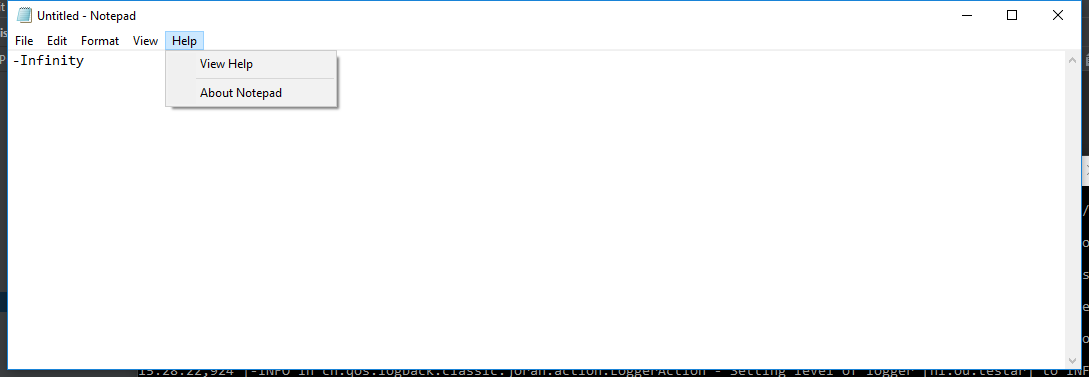 Untitled - Notepad
File Edit Format View Help
-Infinity
View Help
About Notepad
15:28:22,924 |-INFO in ch.qos.logback.classic.joran.action.LoggerAction - Setting level of logger [nl.ou.testar] to INF